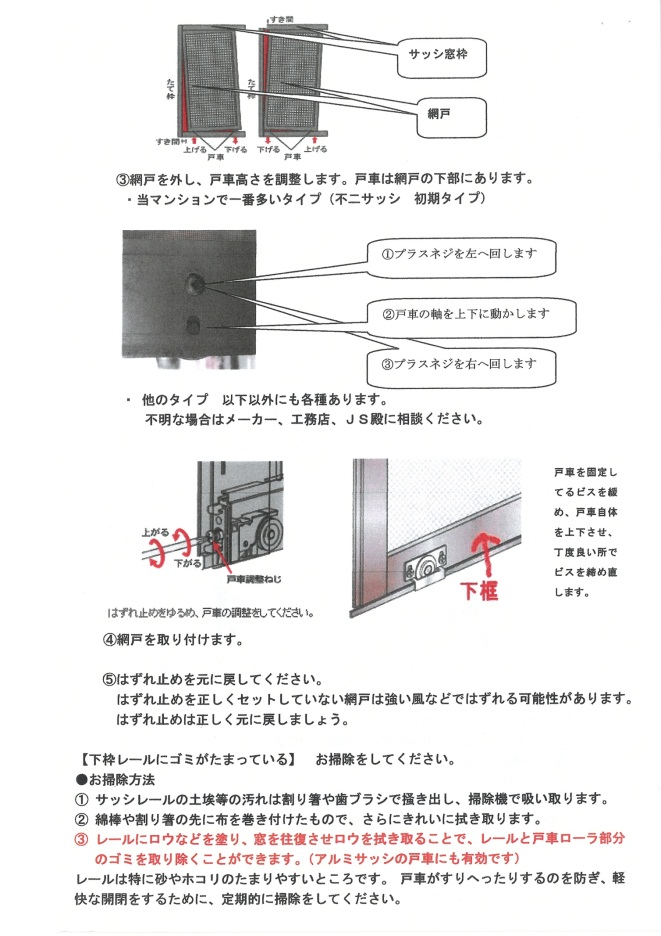 すき間
サッシ窓枠
たて枠
たて枠
網戸
すき間
上げる
下げる
下げる
上げる
戸車
戸車
③網戸を外し、戸車高さを調整します。戸車は網戸の下部にあります。
・当マンションで一番多いタイプ（不二サッシ　初期タイプ）
①プラスネジを左へ回します
②戸車の軸を上下に動かします
③プラスネジを右へ回します
・ 他のタイプ　以下以外にも各種あります。
不明な場合はメーカー、工務店、ＪＳ殿に相談ください。
上がる
下がる
戸車調整ねじ
はずれ止めをゆるめ、戸車の調整をしてください。
下框
戸車を固定し
てるビスを緩
め、戸車自体
を上下させ、
丁度良い所で
ビスを締め直
します。
④網戸を取り付けます。
⑤はずれ止めを元に戻してください。
はずれ止めを正しくセットしていない網戸は強い風などではずれる可能性があります。
はずれ止めは正しく元に戻しましょう。
【下枠レールにゴミがたまっている】　お掃除をしてください。
●お掃除方法
① サッシレールの土埃等の汚れは割り箸や歯ブラシで掻き出し、掃除機で吸い取ります。
② 綿棒や割り箸の先に布を巻き付けたもので、さらにきれいに拭き取ります。
③ レールにロウなどを塗り、窓を往復させロウを拭き取ることで、レールと戸車ローラ部分
のゴミを取り除くことができます。（アルミサッシの戸車にも有効です）
レールは特に砂やホコリのたまりやすいところです。 戸車がすりへったりするのを防ぎ、軽
快な開閉をするために、定期的に掃除をしてください。